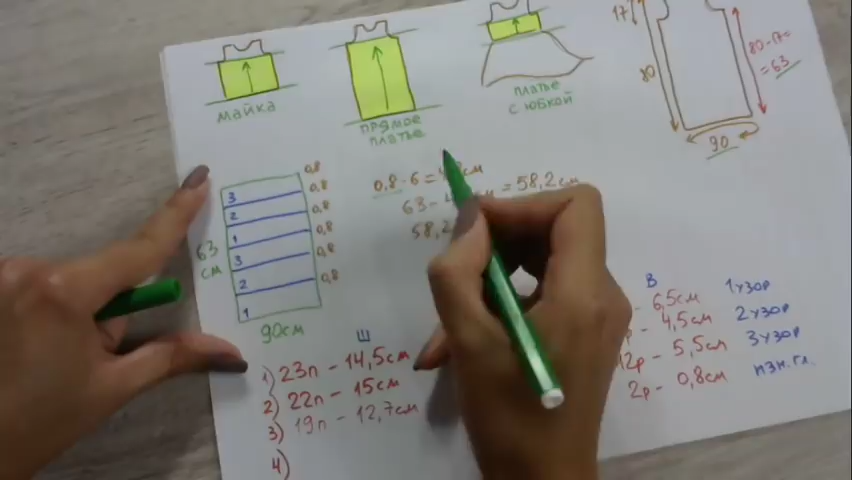 МАЙКА
ПРЯМОЕ
ПЛАТЬЕ
ПЛАТЬЕ
С ЮБКОЙ
17
80
80-17=
=63
90
0,8
3 0,8
2 0,8
1 0,8
3 0,8
2 0,8
1
63
СМ
90см
0,8·6=
63- =58,2см
58,2
Ш
1) 23п - 14,5см
2) 22п - 15см
3) 19п - 12,7см
4)
В
- 6,5см 1узор
- 4,5см 2узор
12р - 5,5см 3узор
2р - 0,8см изн.гл.